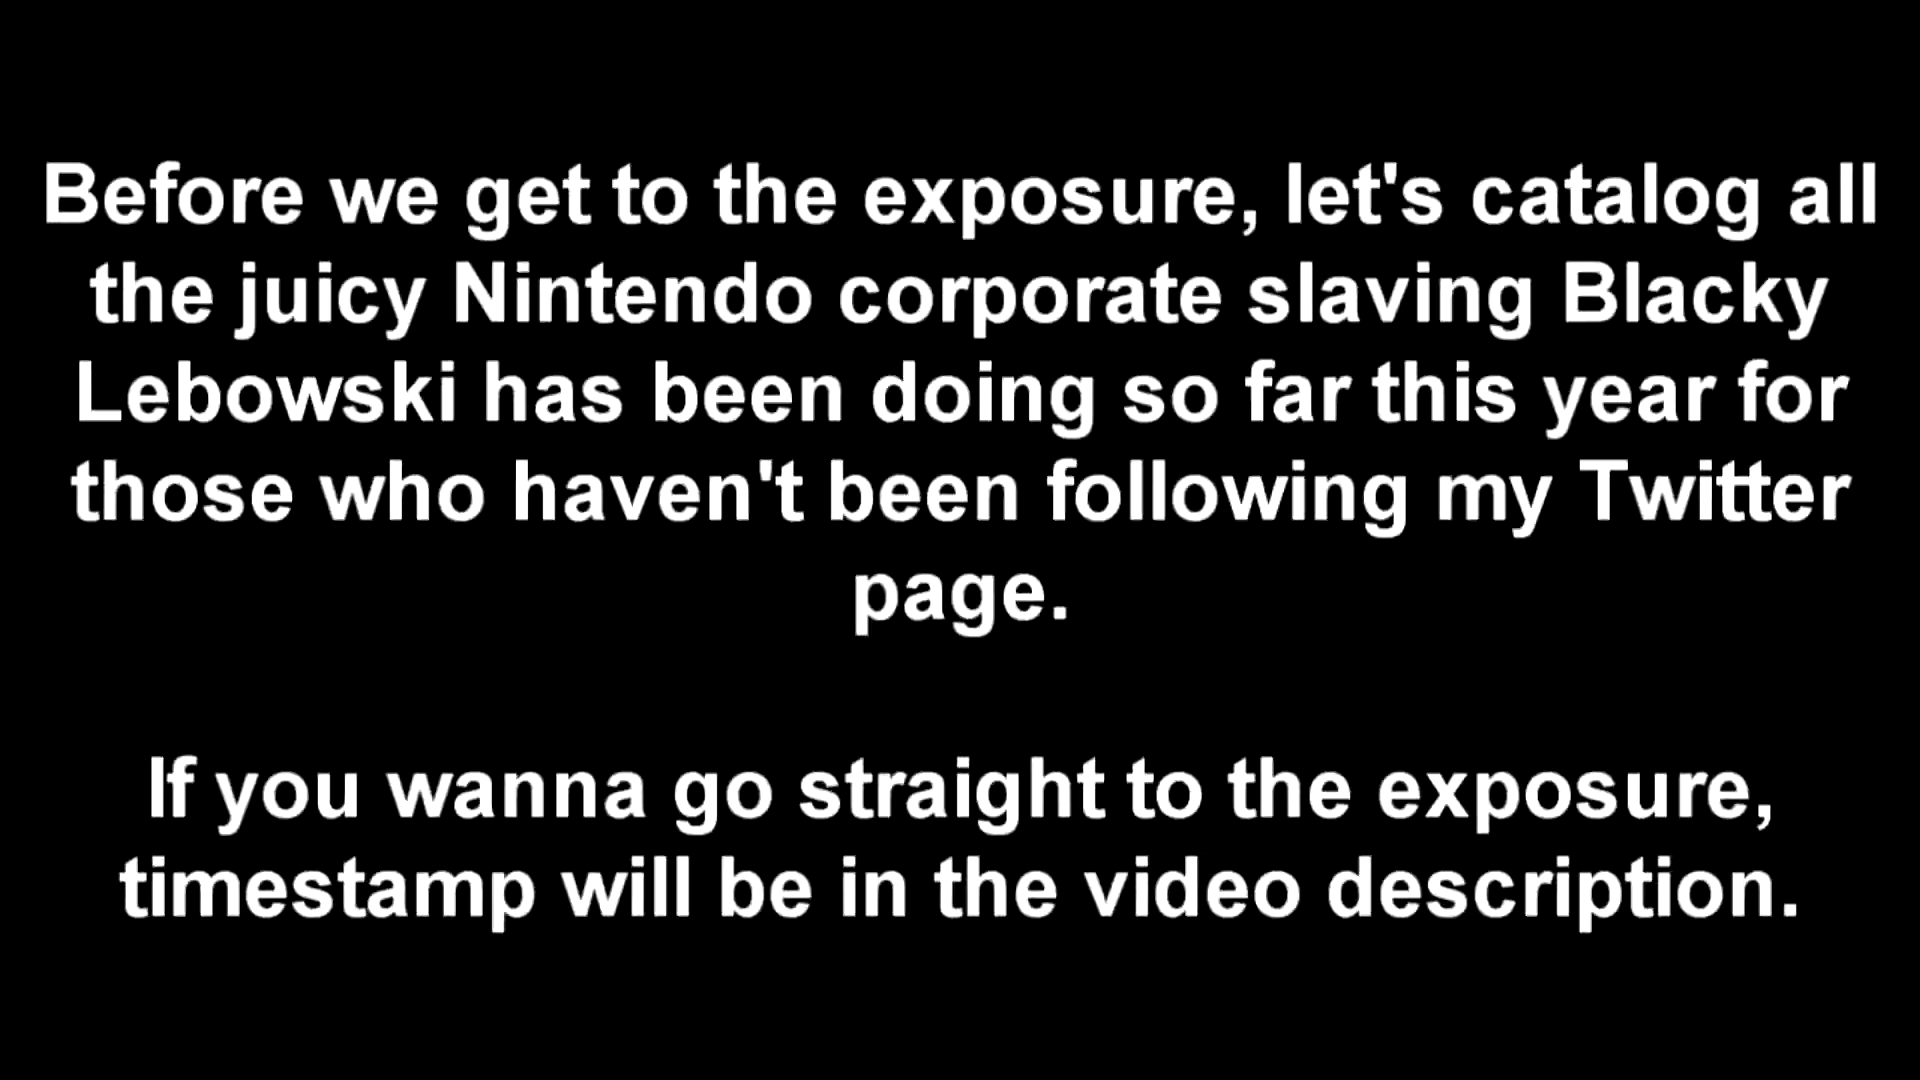 Before we get to the exposure, let's catalog all
the juicy Nintendo corporate slaving Blacky
Lebowski has been doing so far this year for
those who haven't been following my Twitter
page.
If you wanna go straight to the exposure,
timestamp will be in the video description.